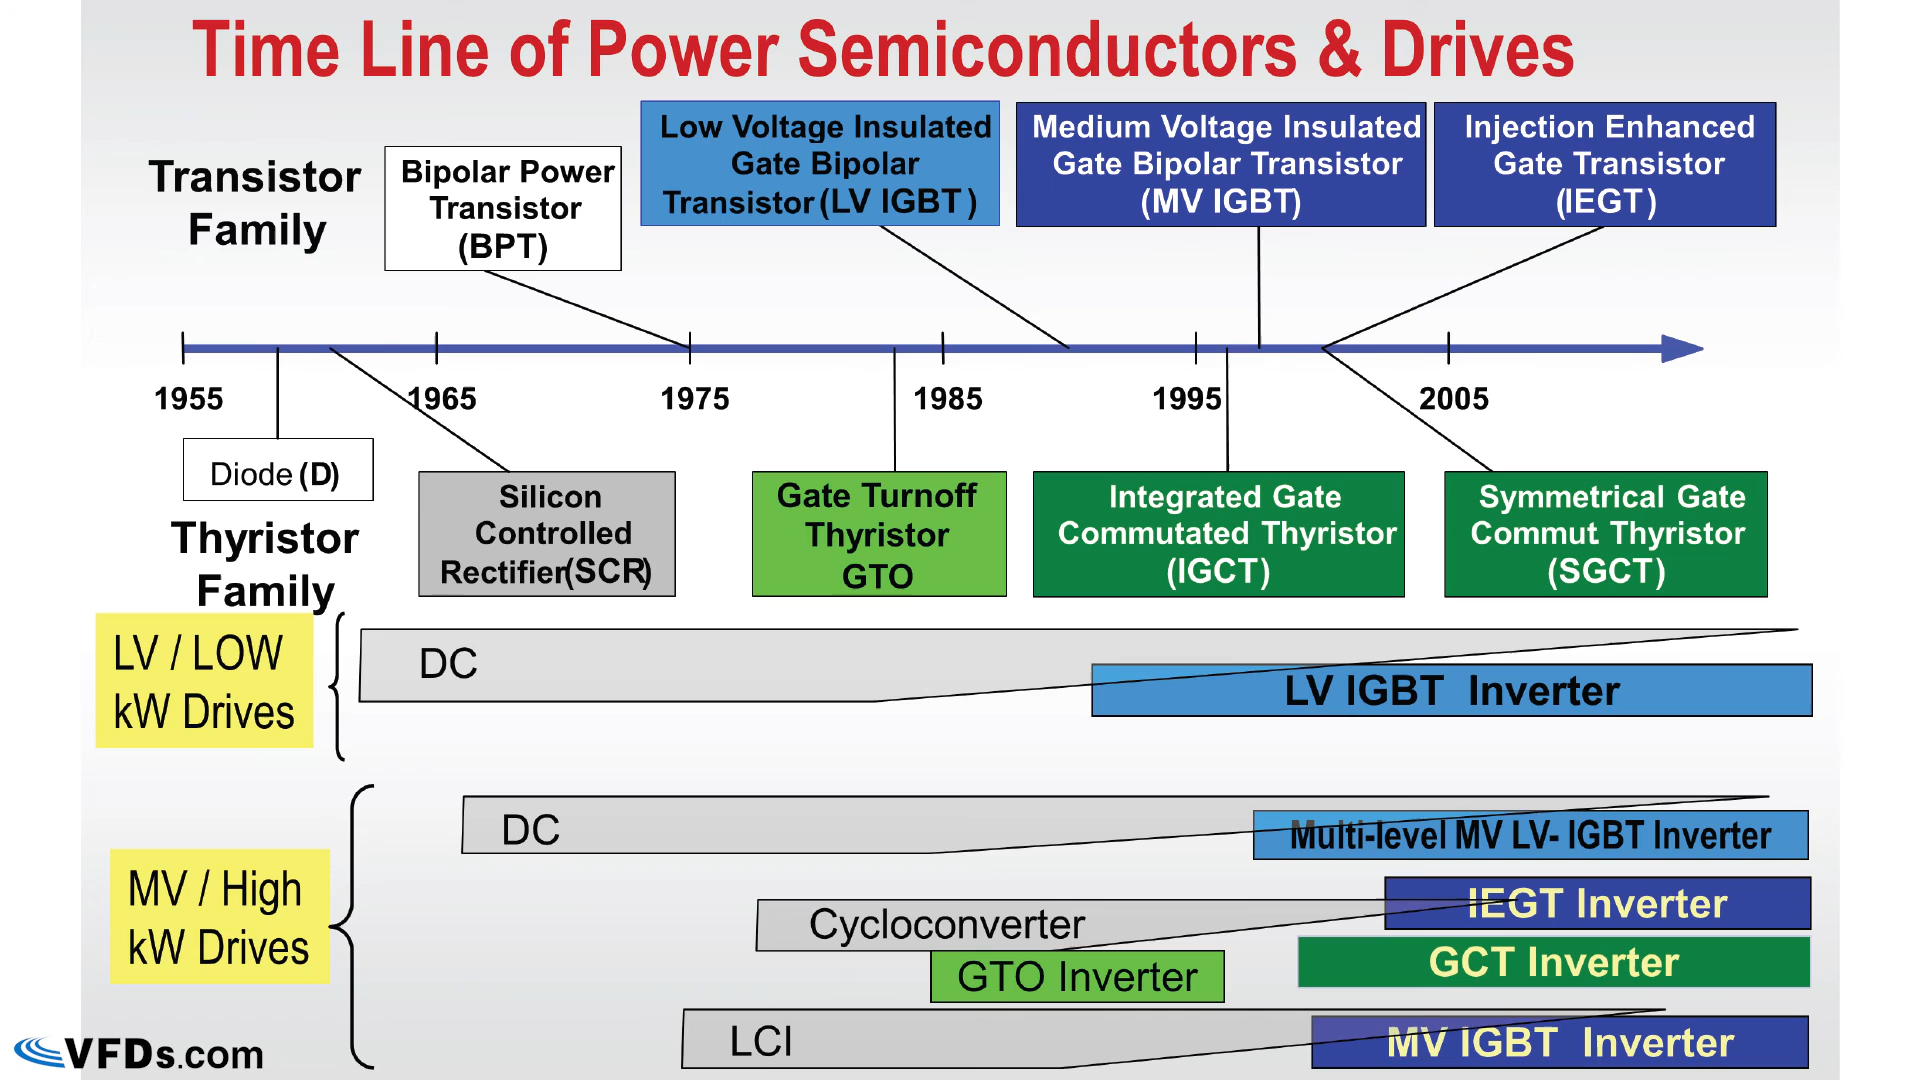 Time Line of Power Semiconductors & Drives
Transistor
Family
Bipolar Power
Transistor
(BPT)
Low Voltage Insulated
Gate Bipolar
Transistor (LV IGBT )
Medium Voltage Insulated
Gate Bipolar Transistor
(MV IGBT)
Injection Enhanced
Gate Transistor
(IEGT)
1955 1965 1975 1985 1995 2005
Diode (D)
Thyristor
Family
Silicon
Controlled
Rectifier(SCR)
Gate Turnoff
Thyristor
GTO
Integrated Gate
Commutated Thyristor
(IGCT)
Symmetrical Gate
Commut Thyristor
(SGCT)
LV / LOW
kW Drives
DC
LV IGBT Inverter
MV / High
kW Drives
DC
Multi-level MV LV- IGBT Inverter
Cycloconverter
IEGT Inverter
GTO Inverter
GCT Inverter
LCI
MV IGBT Inverter
VFDs.com